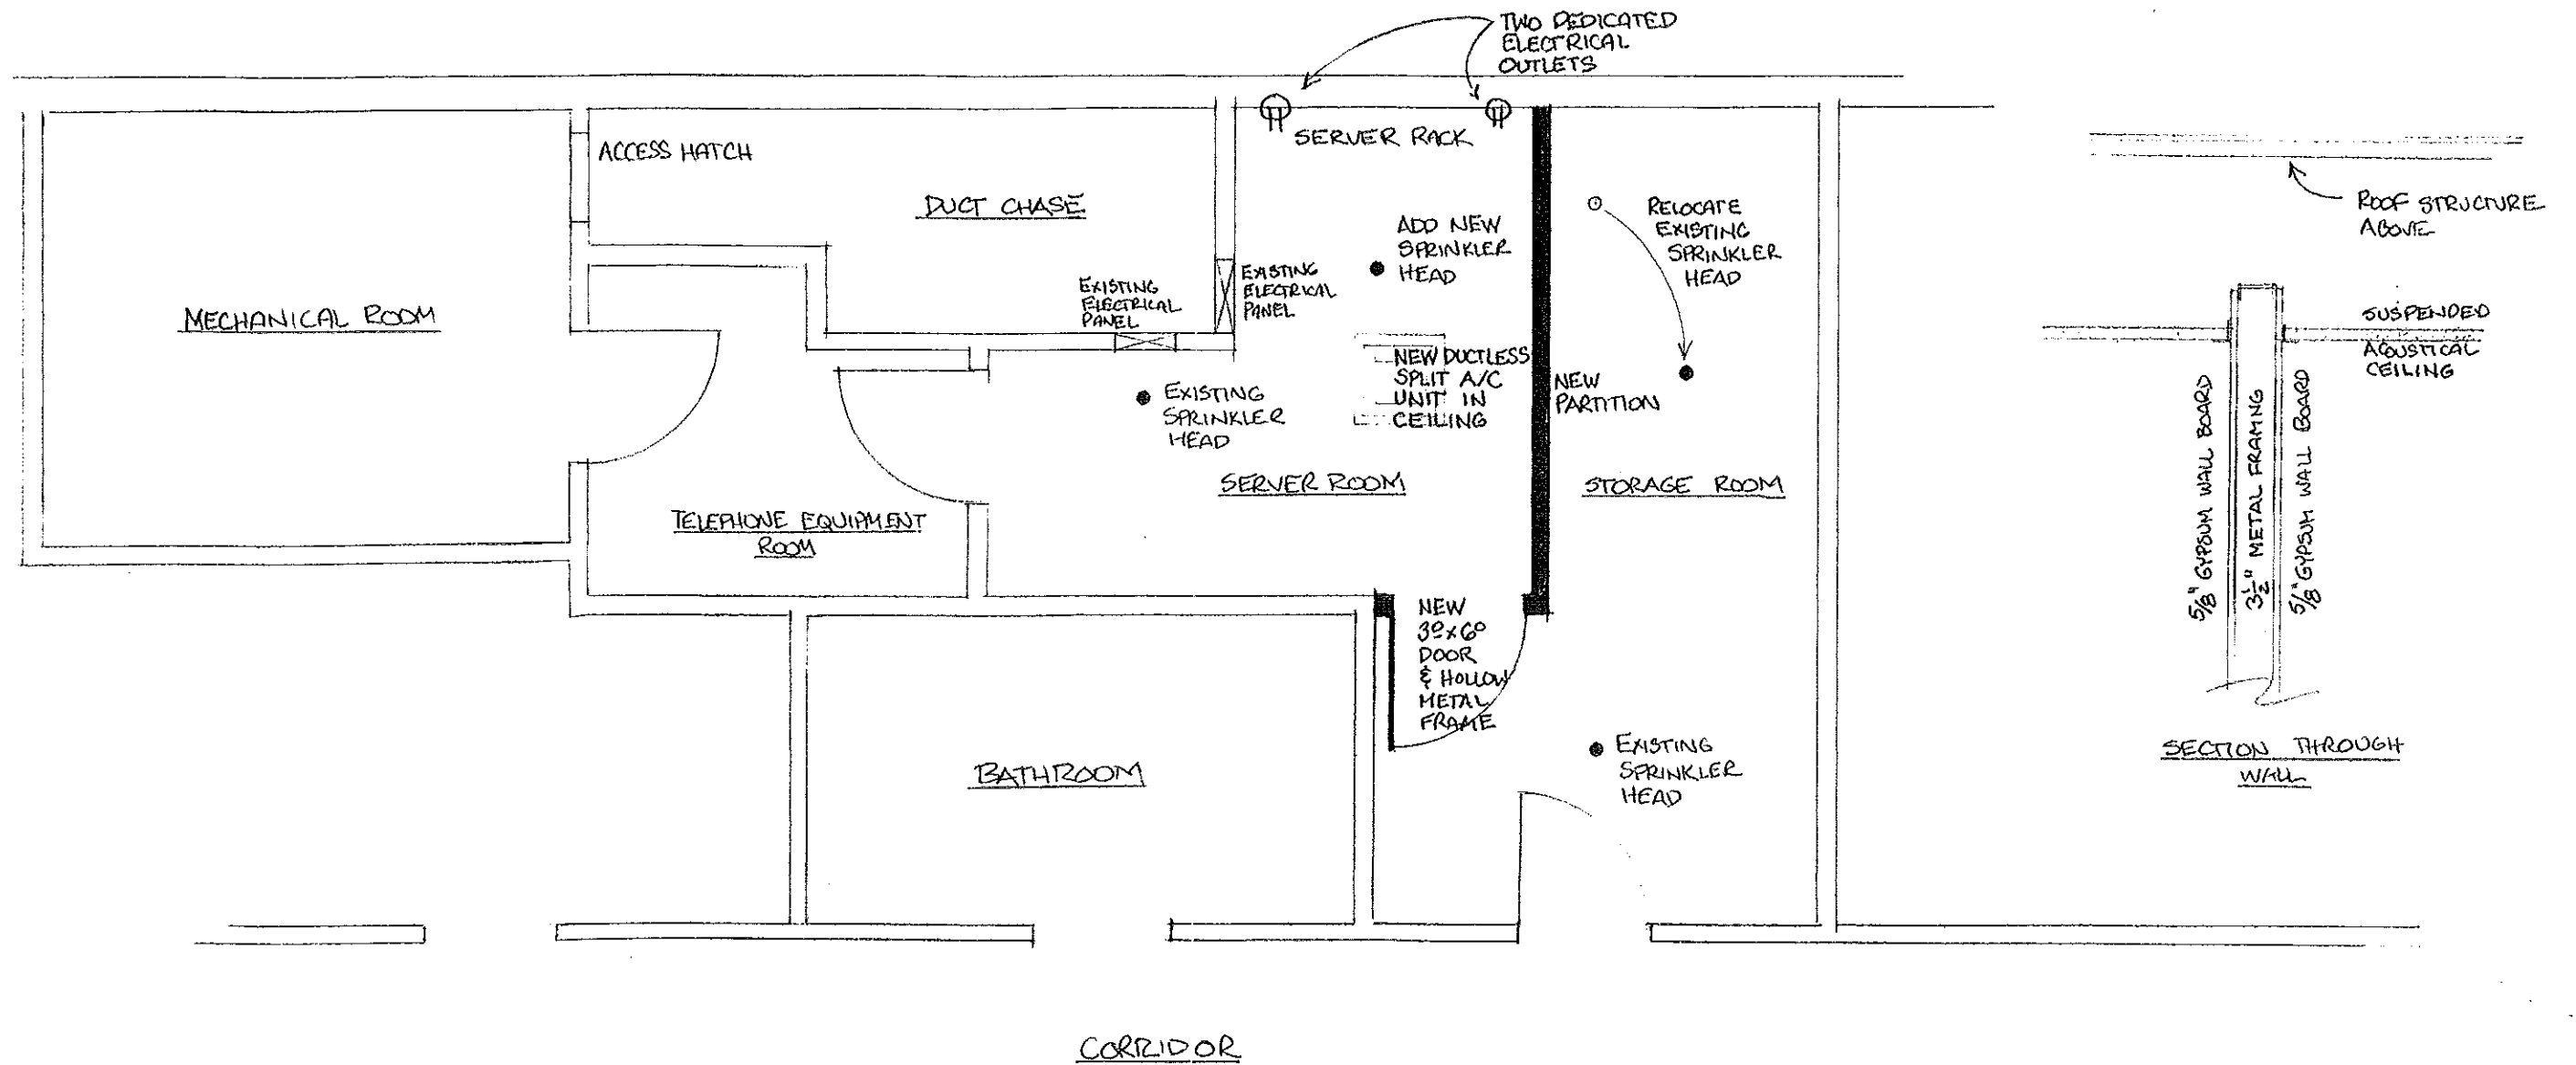 TWO DEDICATED
ELECTRICAL
OUTLETS
ACCESS HATCH
SERVER RACK
DUCT CHASE
MECHANICAL ROOM
EXISTING
ELECTRICAL
PANEL
EXISTING
ELECTRICAL
PANEL
ADD NEW
SPRINKLER
HEAD
RELOCATE
EXISTING
SPRINKLER
HEAD
ROOF STRUCTURE
ABOVE
SUSPENDED
ACOUSTICAL
CEILING
NEW DUCTLESS
SPLIT A/C
UNIT IN
CEILING
NEW
PARTITION
EXISTING
SPRINKLER
HEAD
SERVER ROOM
STORAGE ROOM
TELEPHONE EQUIPMENT
ROOM
5/8" GYPSUM WALL BOARD
3½" METAL FRAMNG
5/8" GYPSUM WALL BOARD
NEW
3º x 6º
DOOR
& HOLLOW
METAL
FRAME
EXISTING
SPRINKLER
HEAD
BATHROOM
SECTION THROUGH
WALL
CORRIDOR